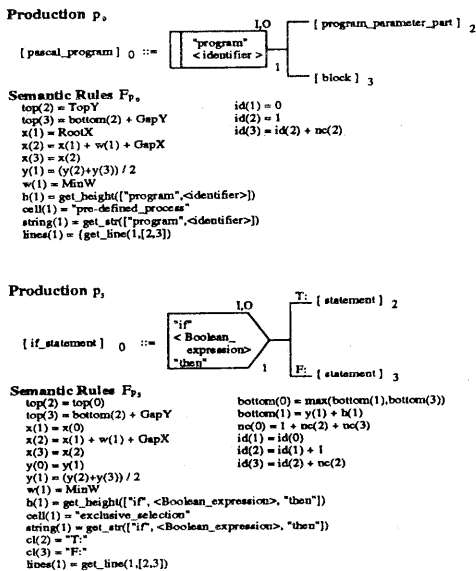 Production p₀
I,O
[ pascal_program ] 0 ::=
"program"
< identifier >
1
[ program_parameter_part ] 2
[ block ] 3
Semantic Rules Fp₀
top(2) = TopY
top(3) = bottom(2) + GapY
x(1) = RootX
x(2) = x(1) + w(1) + GapX
x(3) = x(2)
y(1) = (y(2)+y(3)) / 2
w(1) = MinW
h(1) = get_height(["program",<identifier>])
cell(1) = "pre-defined_process"
string(1) = get_str(["program",<identifier>])
lines(1) = {get_line(1,[2,3])
id(1) = 0
id(2) = 1
id(3) = id(2) + nc(2)
Production p₃
I,O
[ if_statement ] 0 ::=
"if"
< Boolean_
expression>
"then"
1
T: [ statement ] 2
F: [ statement ] 3
Semantic Rules Fp₃
top(2) = top(0)
top(3) = bottom(2) + GapY
x(1) = x(0)
x(2) = x(1) + w(1) + GapX
x(3) = x(2)
y(0) = y(1)
y(1) = (y(2)+y(3)) / 2
w(1) = MinW
h(1) = get_height(["if", <Boolean_expression>, "then"])
cell(1) = "exclusive_selection"
string(1) = get_str(["if", <Boolean_expression>, "then"])
cl(2) = "T:"
cl(3) = "F:"
lines(1) = get_line(1,[2,3])
bottom(0) = max(bottom(1),bottom(3))
bottom(1) = y(1) + h(1)
nc(0) = 1 + nc(2) + nc(3)
id(1) = id(0)
id(2) = id(1) + 1
id(3) = id(2) + nc(2)